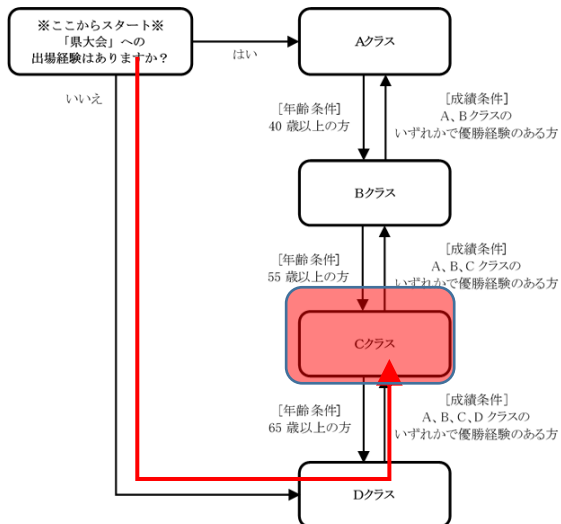 ※ここからスタート※
「県大会」への
出場経験はありますか？
はい
いいえ
Aクラス
[年齢条件]
40 歳以上の方
[成績条件]
A、Bクラスの
いずれかで優勝経験のある方
Bクラス
[年齢条件]
55 歳以上の方
[成績条件]
A、B、C クラスの
いずれかで優勝経験のある方
Cクラス
[年齢条件]
65 歳以上の方
[成績条件]
A、B、C、D クラスの
いずれかで優勝経験のある方
Dクラス